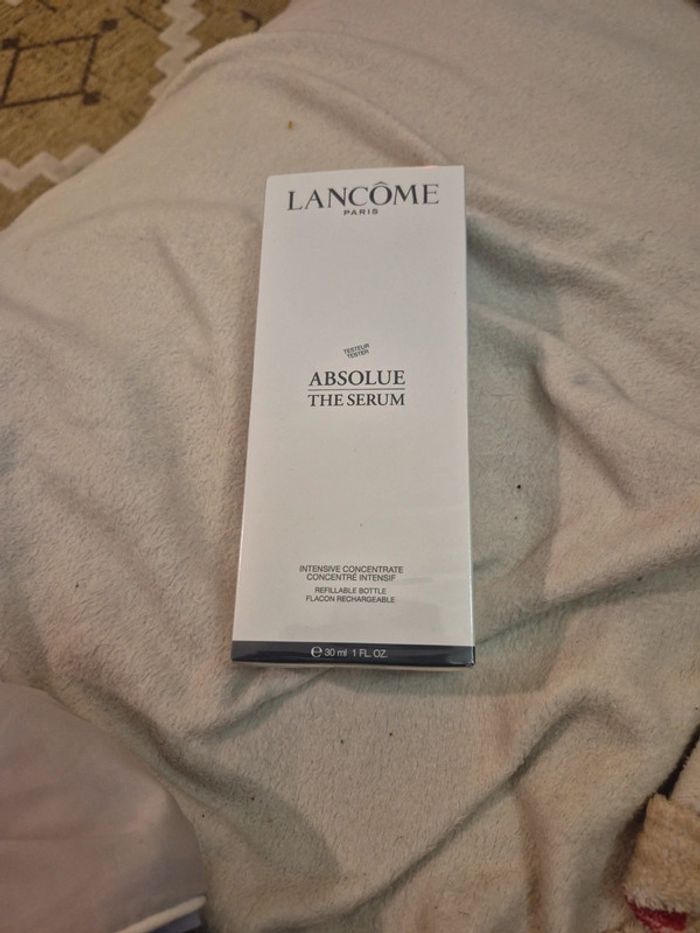 LANCÔME
PARIS
TESTEUR
TESTER
ABSOLUE
THE SERUM
INTENSIVE CONCENTRATE
CONCENTRÉ INTENSIF
REFILLABLE BOTTLE
FLACON RECHARGEABLE
℮ 30 ml 1 FL. OZ.